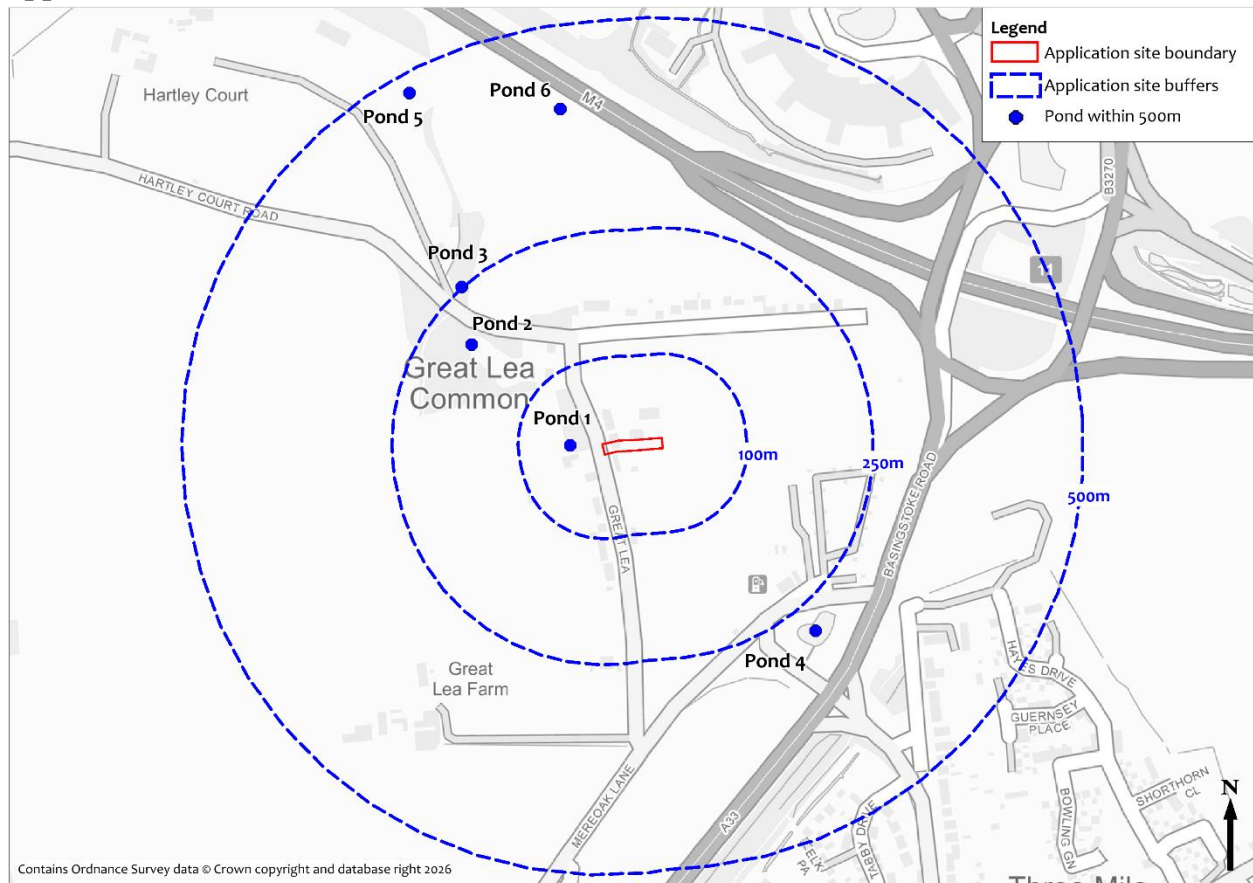 Legend
Application site boundary
Application site buffers
Pond within 500m
Hartley Court
Pond 5
Pond 6
M4
B3270
HARTLEY COURT ROAD
Pond 3
11
Pond 2
Great Lea
Common
Pond 1
100m
250m
500m
GREAT LEA
BASINGSTOKE ROAD
Pond 4
Great
Lea Farm
HAYES DRIVE
GUERNSEY
PLACE
SHORTHORN
CL
BOWLING GN
MEREOAK LANE
A33
TABBY DRIVE
N
Contains Ordnance Survey data © Crown copyright and database right 2026
Three Mile